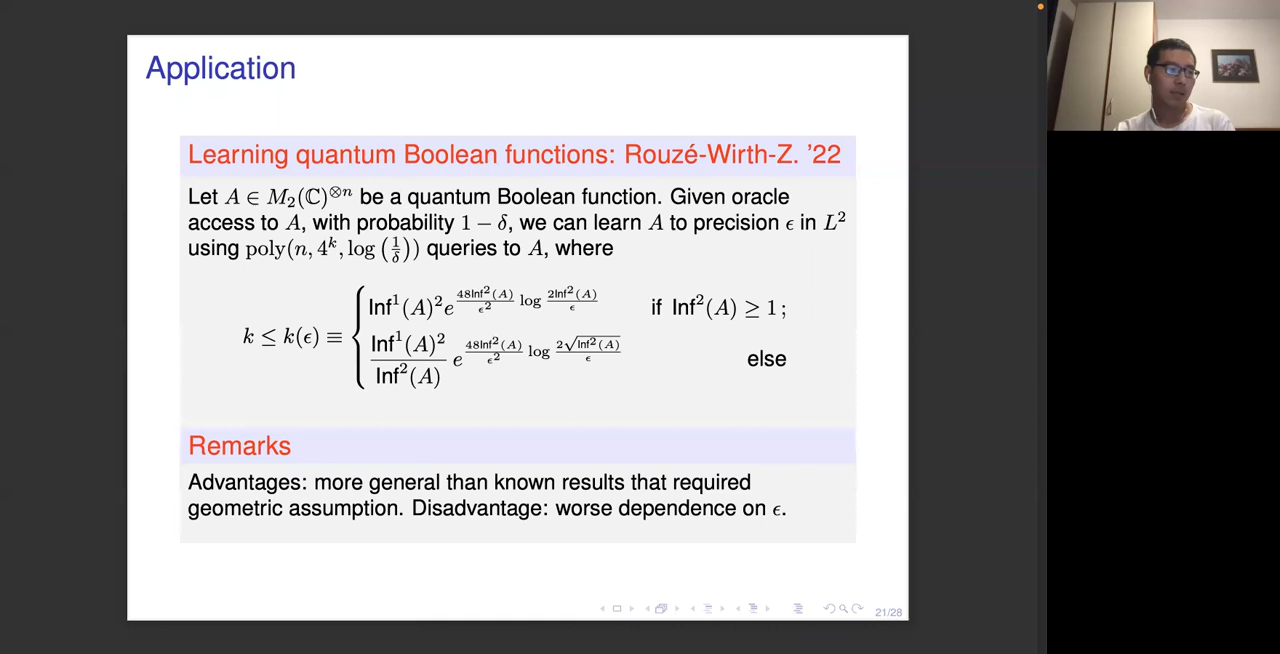 Application
Learning quantum Boolean functions: Rouzé-Wirth-Z. '22
Let A ∈ M₂(ℂ)^{⊗n} be a quantum Boolean function. Given oracle
access to A, with probability 1 − δ, we can learn A to precision ϵ in L²
using poly(n, 4^k, log(1/δ)) queries to A, where
k ≤ k(ϵ) ≡ { Inf¹(A)² e^{48Inf²(A)/ϵ² log 2Inf²(A)/ϵ} if Inf²(A) ≥ 1;
Inf¹(A)²/Inf²(A) e^{48Inf²(A)/ϵ² log 2√Inf²(A)/ϵ} else
Remarks
Advantages: more general than known results that required
geometric assumption. Disadvantage: worse dependence on ϵ.
21/28